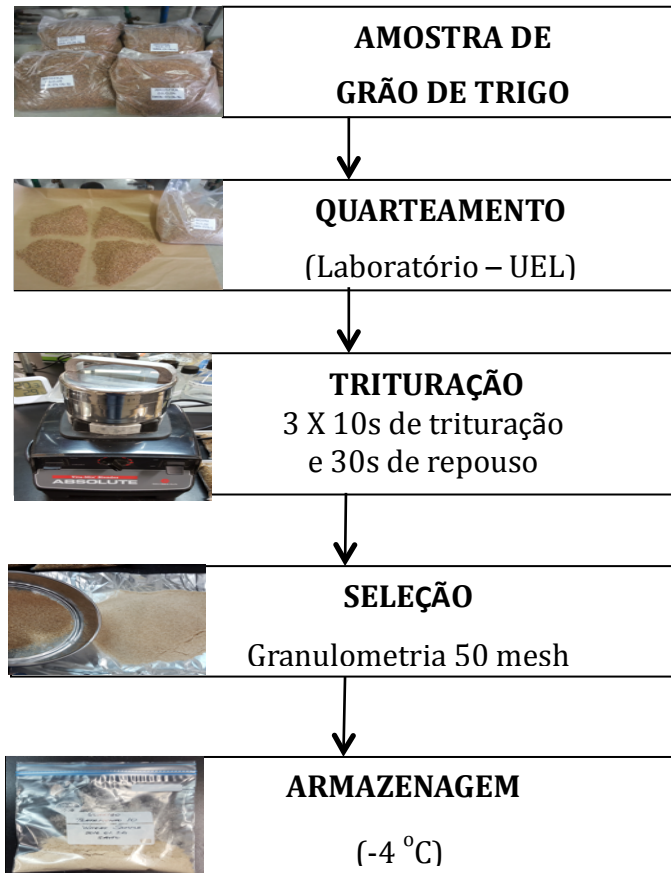 AMOSTRA DE
GRÃO DE TRIGO
QUARTEAMENTO
(Laboratório – UEL)
TRITURAÇÃO
3 X 10s de trituração
e 30s de repouso
ABSOLUTE
SELEÇÃO
Granulometria 50 mesh
ARMAZENAGEM
(-4 °C)